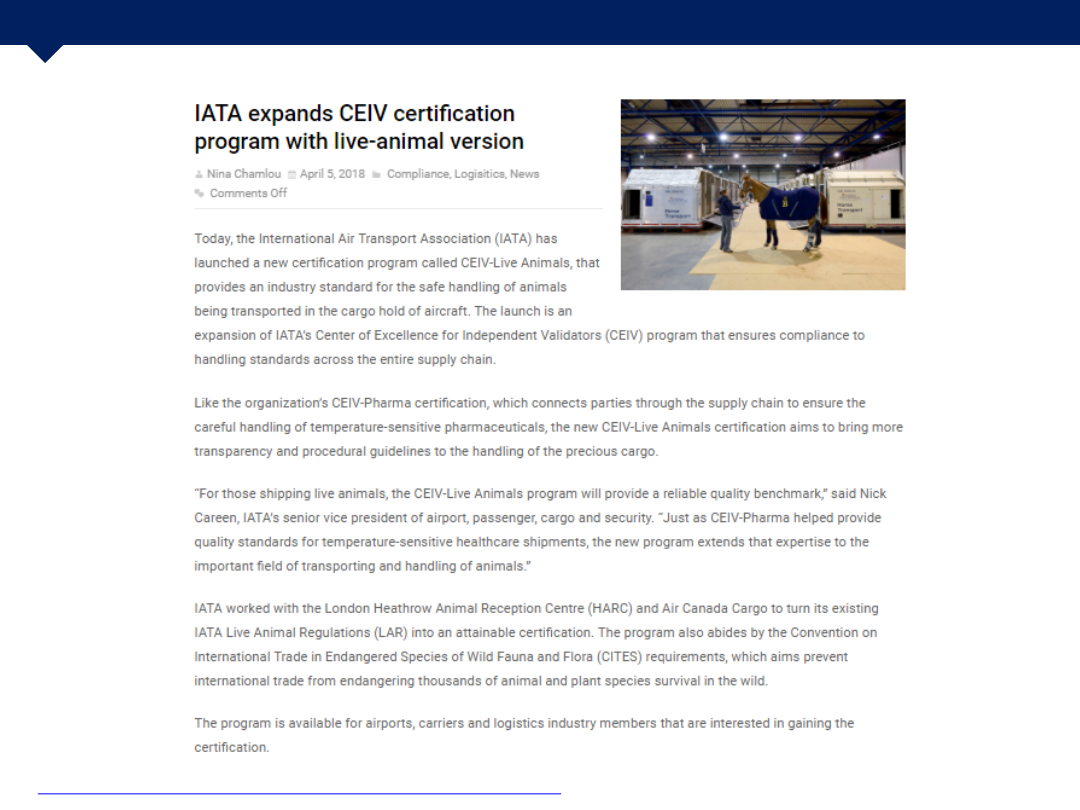 IATA expands CEIV certification
program with live-animal version
Nina Chamlou April 5, 2018 Compliance, Logisitics, News
Comments Off
Today, the International Air Transport Association (IATA) has
launched a new certification program called CEIV-Live Animals, that
provides an industry standard for the safe handling of animals
being transported in the cargo hold of aircraft. The launch is an
expansion of IATA's Center of Excellence for Independent Validators (CEIV) program that ensures compliance to
handling standards across the entire supply chain.
Like the organization's CEIV-Pharma certification, which connects parties through the supply chain to ensure the
careful handling of temperature-sensitive pharmaceuticals, the new CEIV-Live Animals certification aims to bring more
transparency and procedural guidelines to the handling of the precious cargo.
“For those shipping live animals, the CEIV-Live Animals program will provide a reliable quality benchmark,” said Nick
Careen, IATA's senior vice president of airport, passenger, cargo and security. “Just as CEIV-Pharma helped provide
quality standards for temperature-sensitive healthcare shipments, the new program extends that expertise to the
important field of transporting and handling of animals.”
IATA worked with the London Heathrow Animal Reception Centre (HARC) and Air Canada Cargo to turn its existing
IATA Live Animal Regulations (LAR) into an attainable certification. The program also abides by the Convention on
International Trade in Endangered Species of Wild Fauna and Flora (CITES) requirements, which aims prevent
international trade from endangering thousands of animal and plant species survival in the wild.
The program is available for airports, carriers and logistics industry members that are interested in gaining the
certification.
Horse
Transport
Horse
Transport